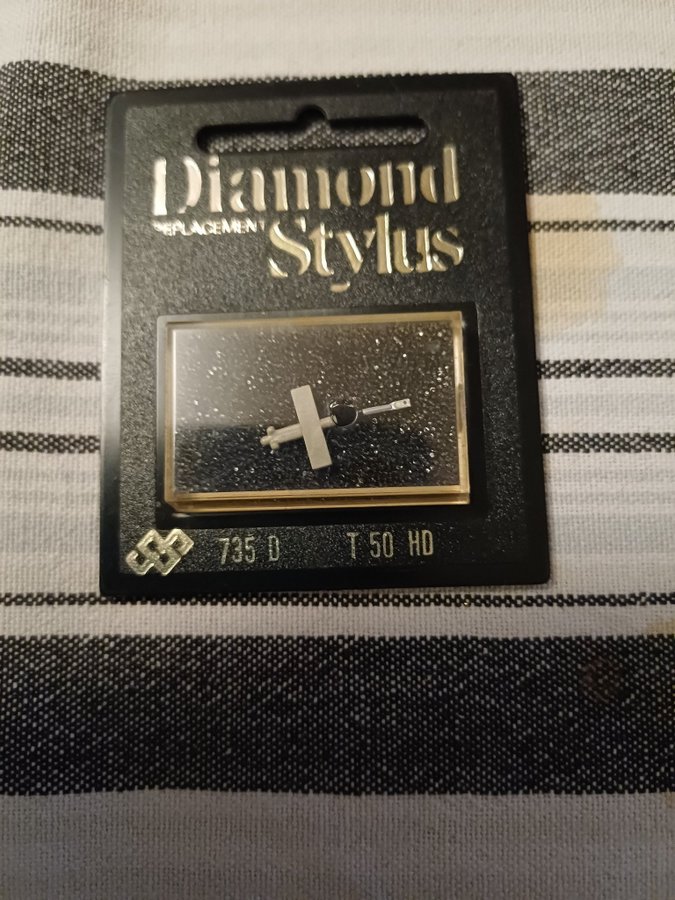 Diamond
REPLACEMENT
Stylus
735 D T 50 HD